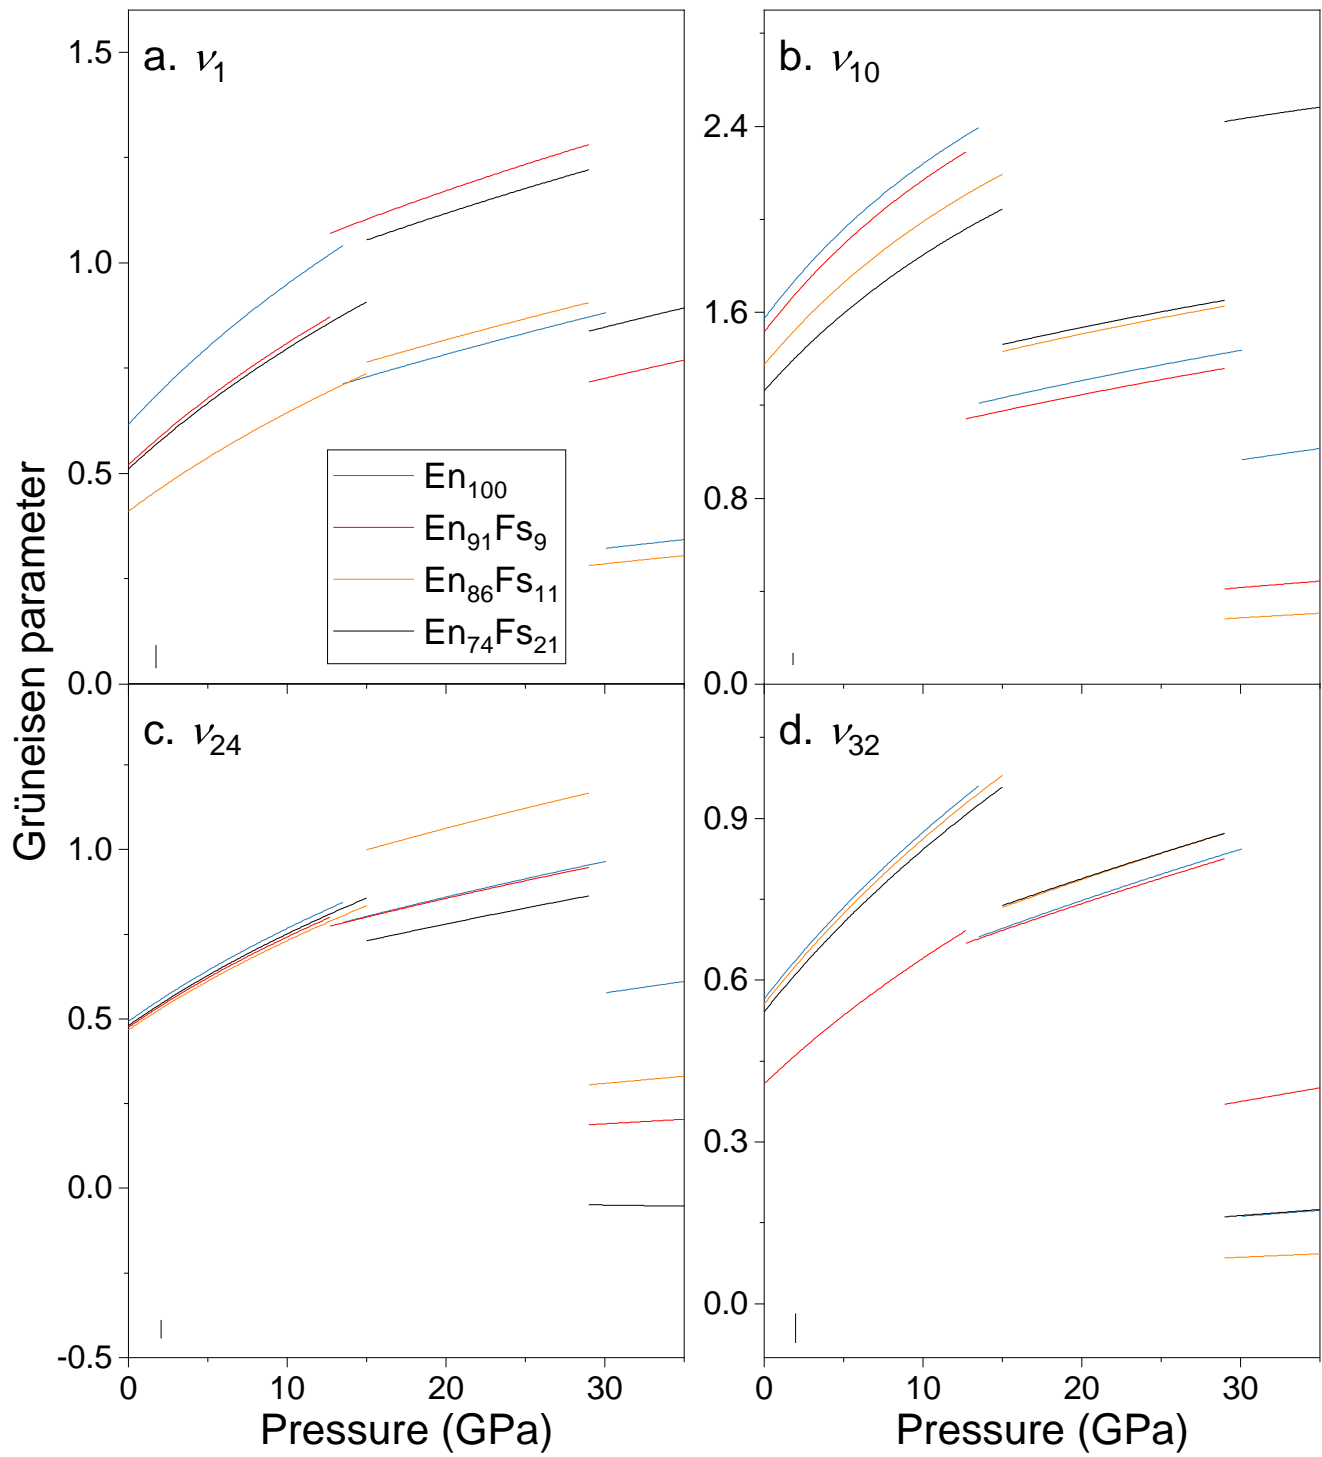 Grüneisen parameter
a. ν₁
1.5
1.0
0.5
0.0
En₁₀₀
En₉₁Fs₉
En₈₆Fs₁₁
En₇₄Fs₂₁
b. ν₁₀
2.4
1.6
0.8
0.0
c. ν₂₄
1.0
0.5
0.0
-0.5
0 10 20 30
Pressure (GPa)
d. ν₃₂
0.9
0.6
0.3
0.0
0 10 20 30
Pressure (GPa)